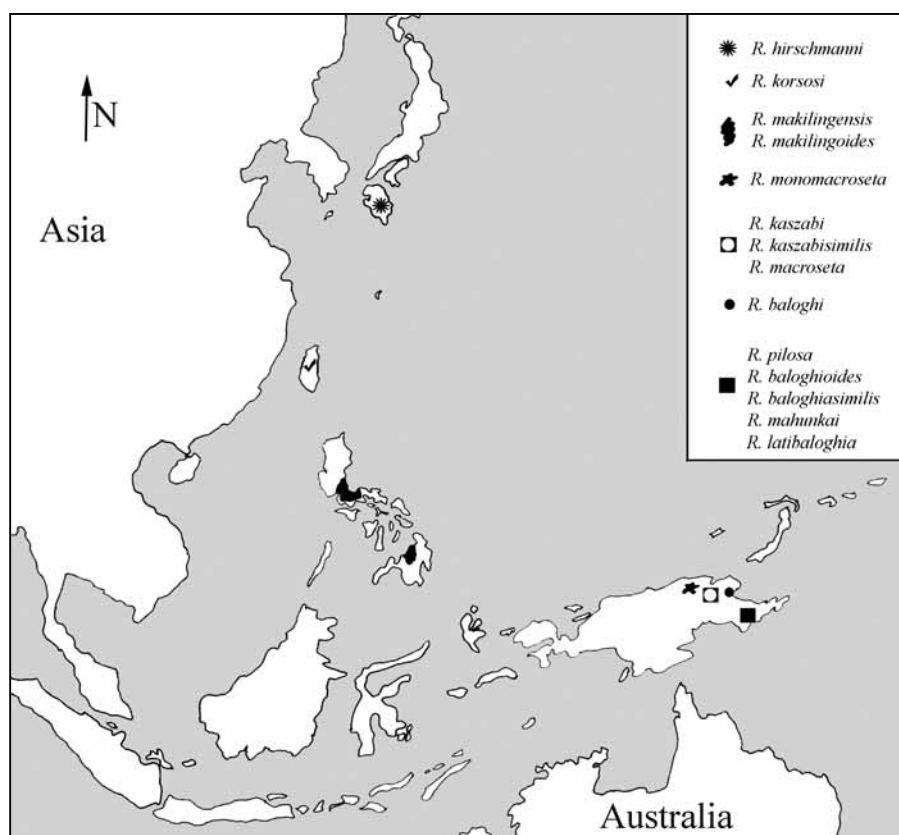 N
Asia
Australia
R. hirschmanni
R. korsosi
R. makilingensis
R. makilingoides
R. monomacroseta
R. kaszabi
R. kaszabisimilis
R. macroseta
R. baloghi
R. pilosa
R. baloghioides
R. baloghiasimilis
R. mahunkai
R. latibaloghia